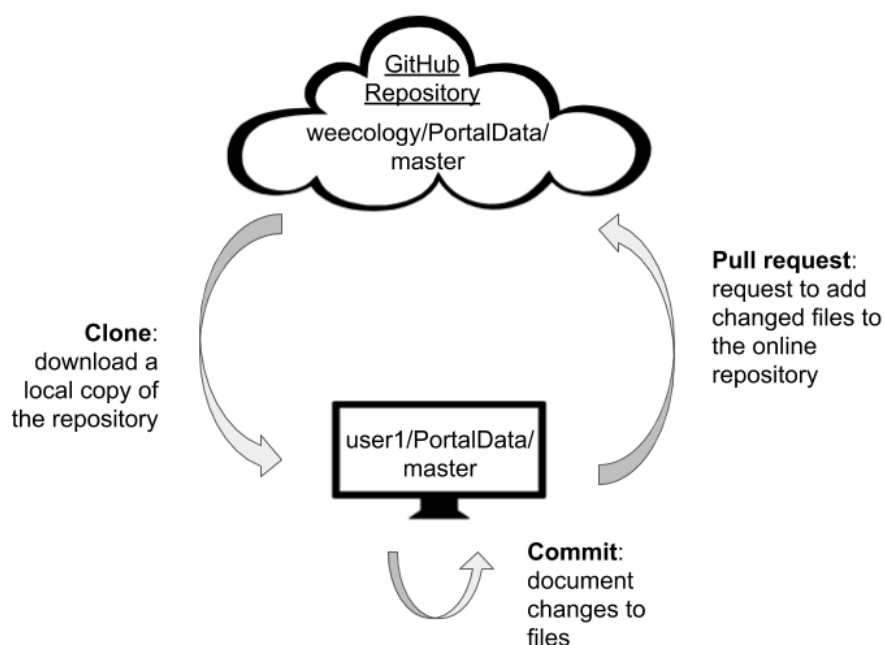 GitHub
Repository
weecology/PortalData/
master
Pull request:
request to add
changed files to
the online
repository
Clone:
download a
local copy of
the repository
user1/PortalData/
master
Commit:
document
changes to
files